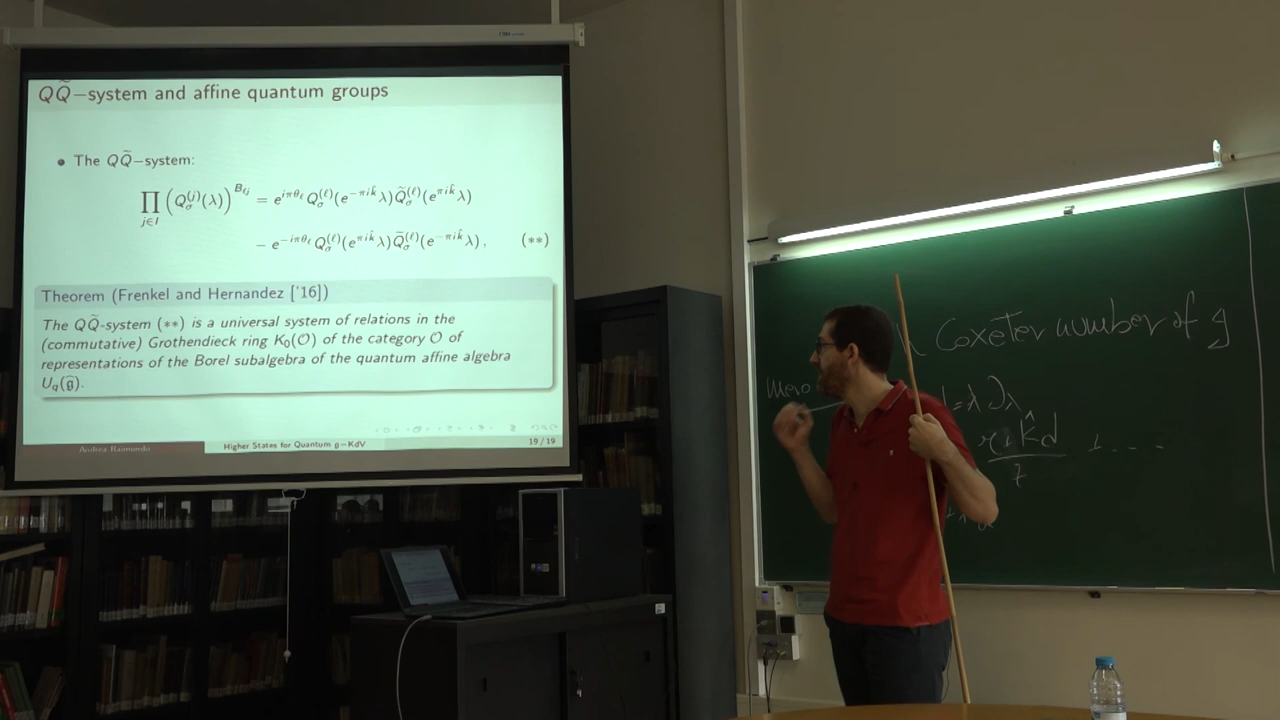 QQ̃−system and affine quantum groups
• The QQ̃−system:
∏_{j∈I} (Q_σ^{(j)}(λ))^{B_{ℓj}} = e^{iπθ_ℓ} Q_σ^{(ℓ)}(e^{−πik̂}λ) Q̃_σ^{(ℓ)}(e^{πik̂}λ)
− e^{−iπθ_ℓ} Q_σ^{(ℓ)}(e^{πik̂}λ) Q̃_σ^{(ℓ)}(e^{−πik̂}λ), (∗∗)
Theorem (Frenkel and Hernandez ['16])
The QQ̃-system (∗∗) is a universal system of relations in the
(commutative) Grothendieck ring K₀(O) of the category O of
representations of the Borel subalgebra of the quantum affine algebra
U_q(ĝ).
Andrea Raimondo Higher States for Quantum g−KdV 19 / 19
Coxeter number of g
Mero
= λ ∂λ
k̂d + ...
z